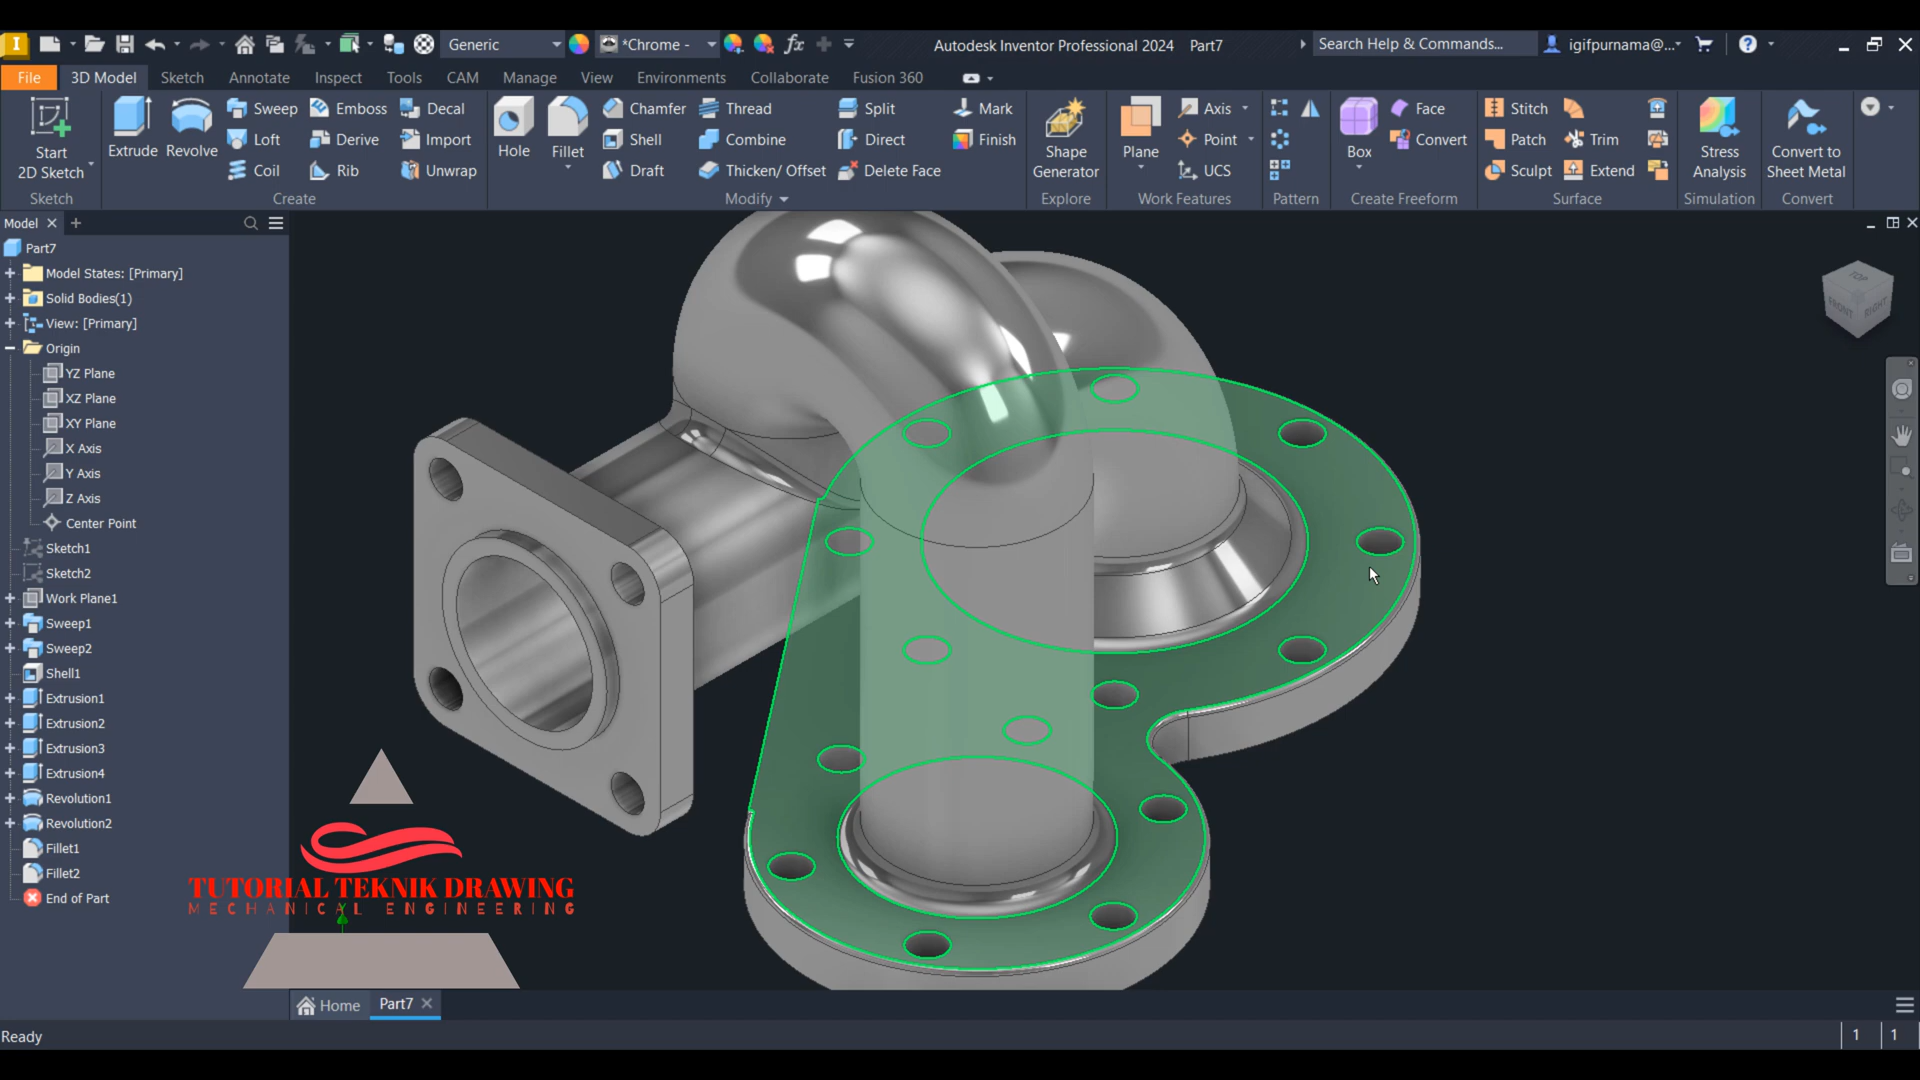 I Generic *Chrome - fx Autodesk Inventor Professional 2024 Part7 Search Help & Commands... igifpurnama@...
File 3D Model Sketch Annotate Inspect Tools CAM Manage View Environments Collaborate Fusion 360
Sweep Emboss Decal Chamfer Thread Split Mark Axis Face Stitch
Start Extrude Revolve Loft Derive Import Hole Fillet Shell Combine Direct Finish Shape Plane Point Box Convert Patch Trim Stress Convert to
2D Sketch Coil Rib Unwrap Draft Thicken/ Offset Delete Face Generator UCS Sculpt Extend Analysis Sheet Metal
Sketch Create Modify Explore Work Features Pattern Create Freeform Surface Simulation Convert
Model
Part7
Model States: [Primary]
Solid Bodies(1)
View: [Primary]
Origin
YZ Plane
XZ Plane
XY Plane
X Axis
Y Axis
Z Axis
Center Point
Sketch1
Sketch2
Work Plane1
Sweep1
Sweep2
Shell1
Extrusion1
Extrusion2
Extrusion3
Extrusion4
Revolution1
Revolution2
Fillet1
Fillet2
End of Part
TOP
FRONT RIGHT
TUTORIAL TEKNIK DRAWING
MECHANICAL ENGINEERING
Home Part7
Ready 1 1